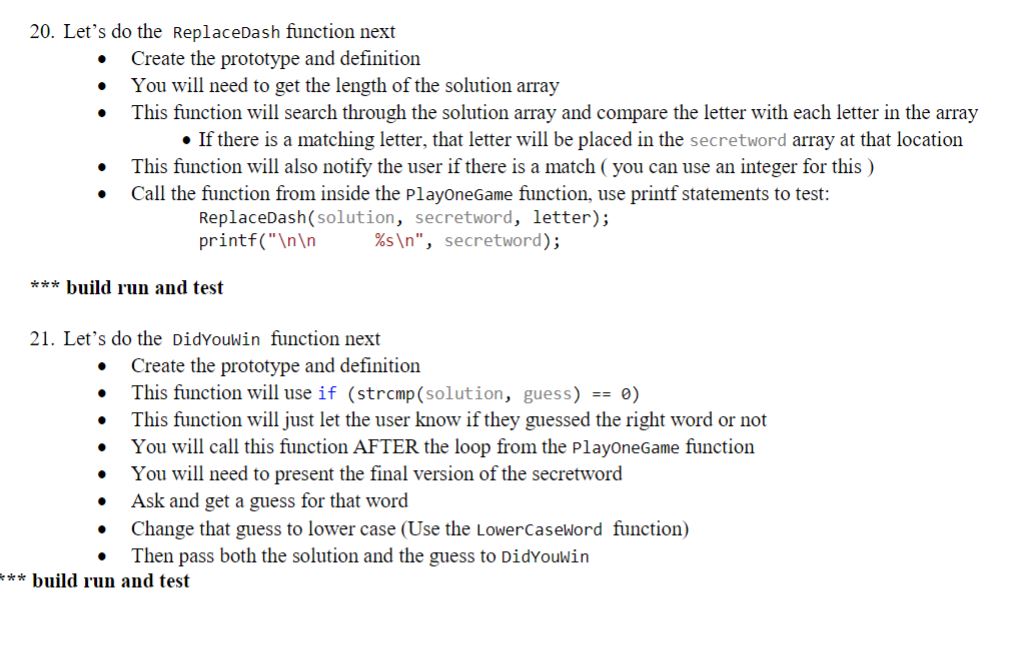 20. Let's do the ReplaceDash function next
• Create the prototype and definition
• You will need to get the length of the solution array
• This function will search through the solution array and compare the letter with each letter in the array
• If there is a matching letter, that letter will be placed in the secretword array at that location
• This function will also notify the user if there is a match ( you can use an integer for this )
• Call the function from inside the PlayOneGame function, use printf statements to test:
ReplaceDash(solution, secretword, letter);
printf("\n\n      %s\n", secretword);
*** build run and test
21. Let's do the DidYouWin function next
• Create the prototype and definition
• This function will use if (strcmp(solution, guess) == 0)
• This function will just let the user know if they guessed the right word or not
• You will call this function AFTER the loop from the PlayOneGame function
• You will need to present the final version of the secretword
• Ask and get a guess for that word
• Change that guess to lower case (Use the LowerCaseWord function)
• Then pass both the solution and the guess to DidYouWin
*** build run and test